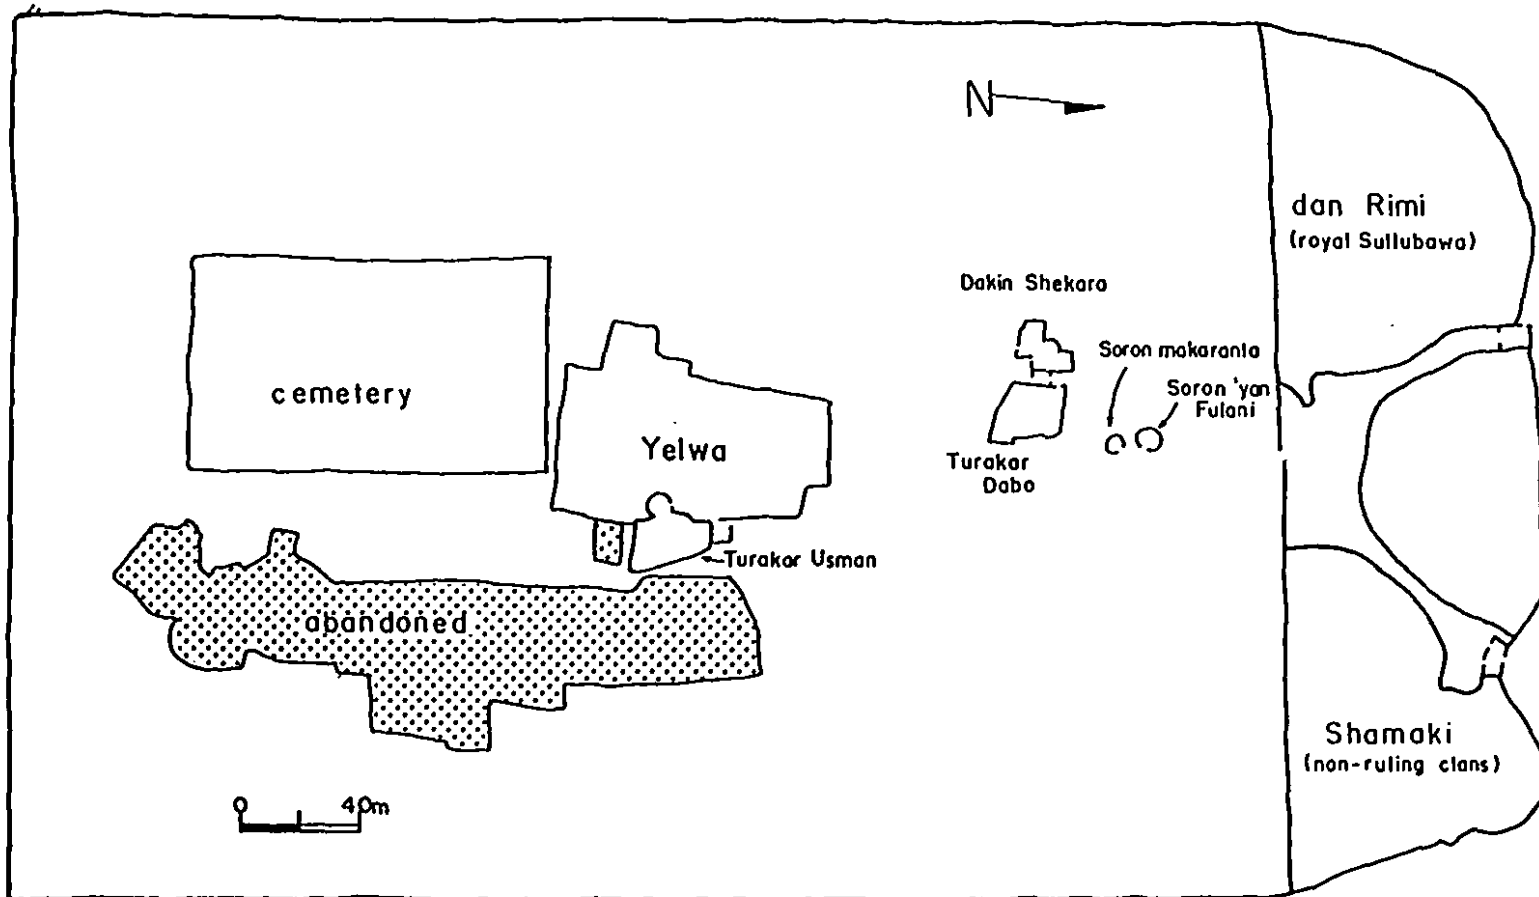 N
dan Rimi
(royal Sullubawa)
Dakin Shekara
Soron makaranta
Soron 'yan
Fulani
cemetery
Yelwa
Turakar
Dabo
Turakar Usman
abandoned
Shamaki
(non-ruling clans)
0 40m